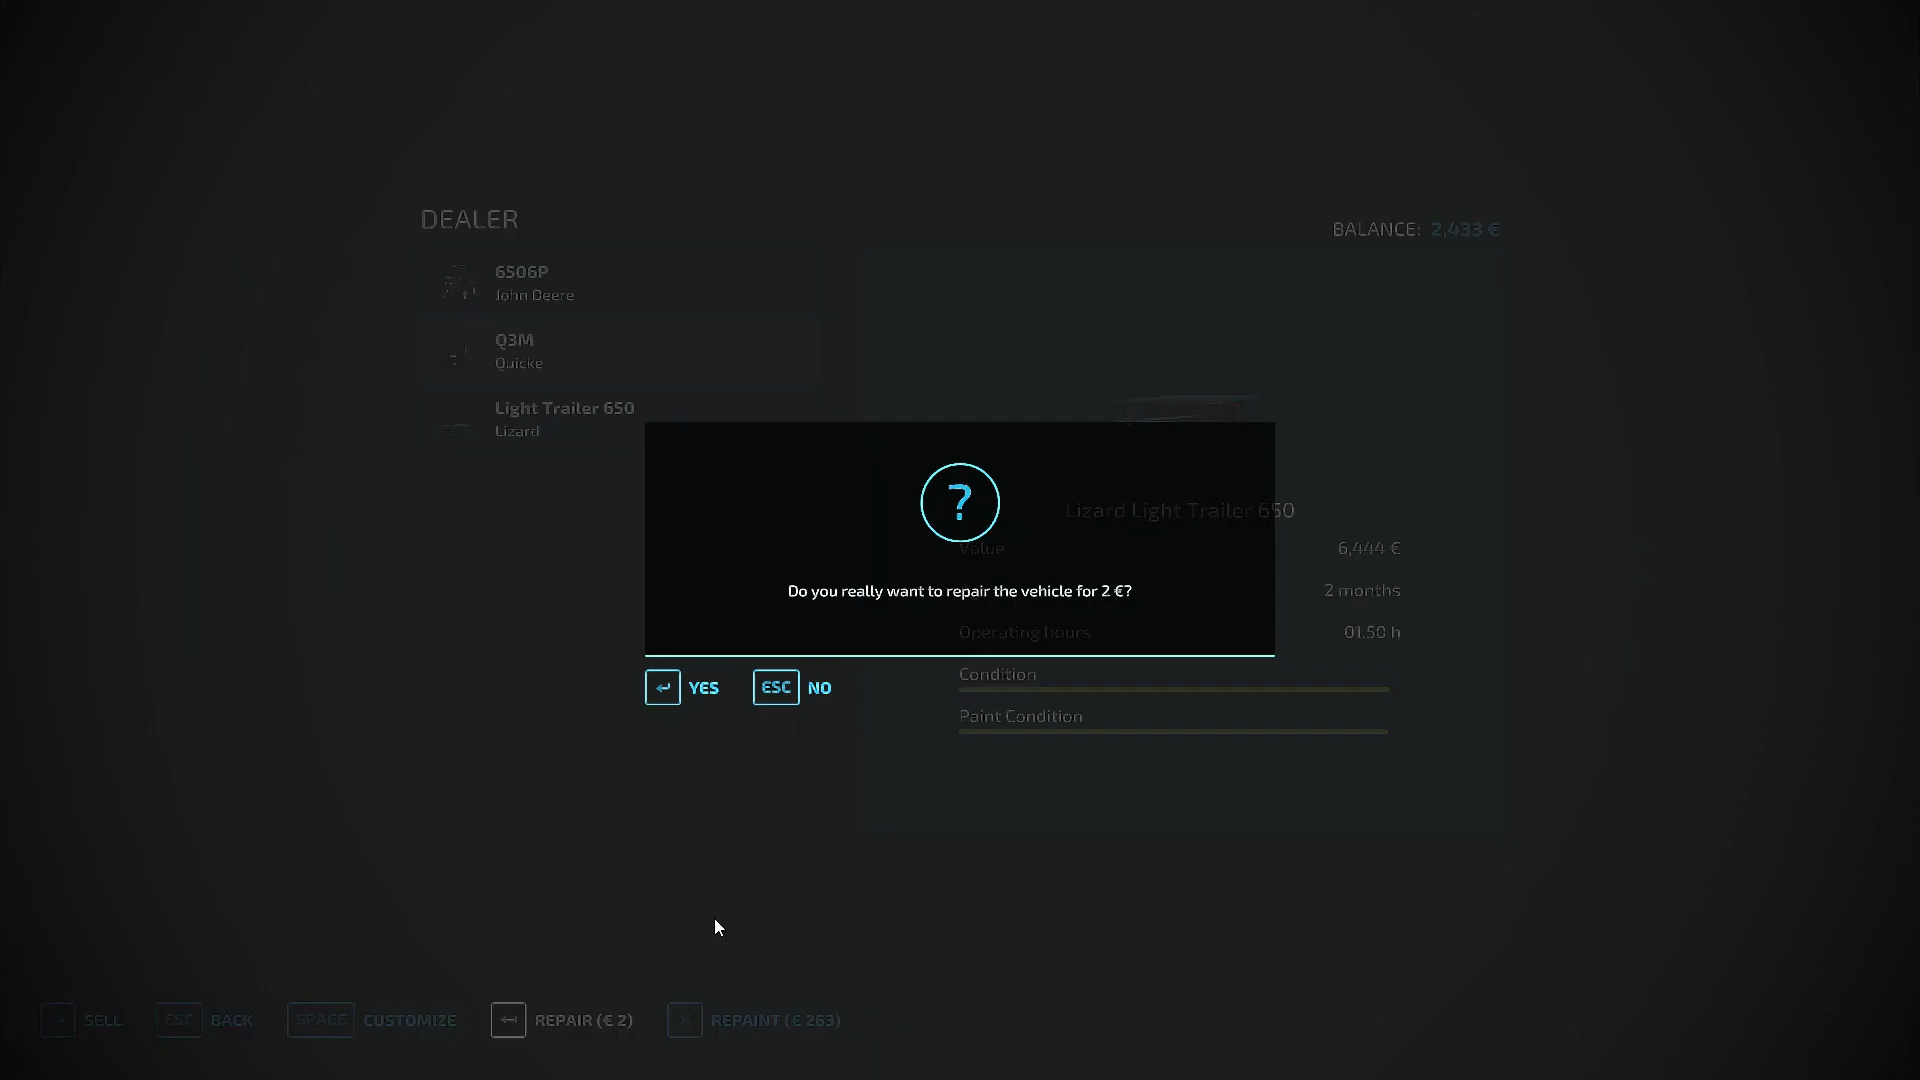 DEALER
BALANCE: 2,433 €
6506P
John Deere
Q3M
Quicke
Light Trailer 650
Lizard
?
Lizard Light Trailer 650
Value 6,444 €
Do you really want to repair the vehicle for 2 €?
2 months
Operating hours 01.50 h
Condition
Paint Condition
YES
ESC NO
SELL
ESC BACK
SPACE CUSTOMIZE
REPAIR (€ 2)
X REPAINT (€ 263)